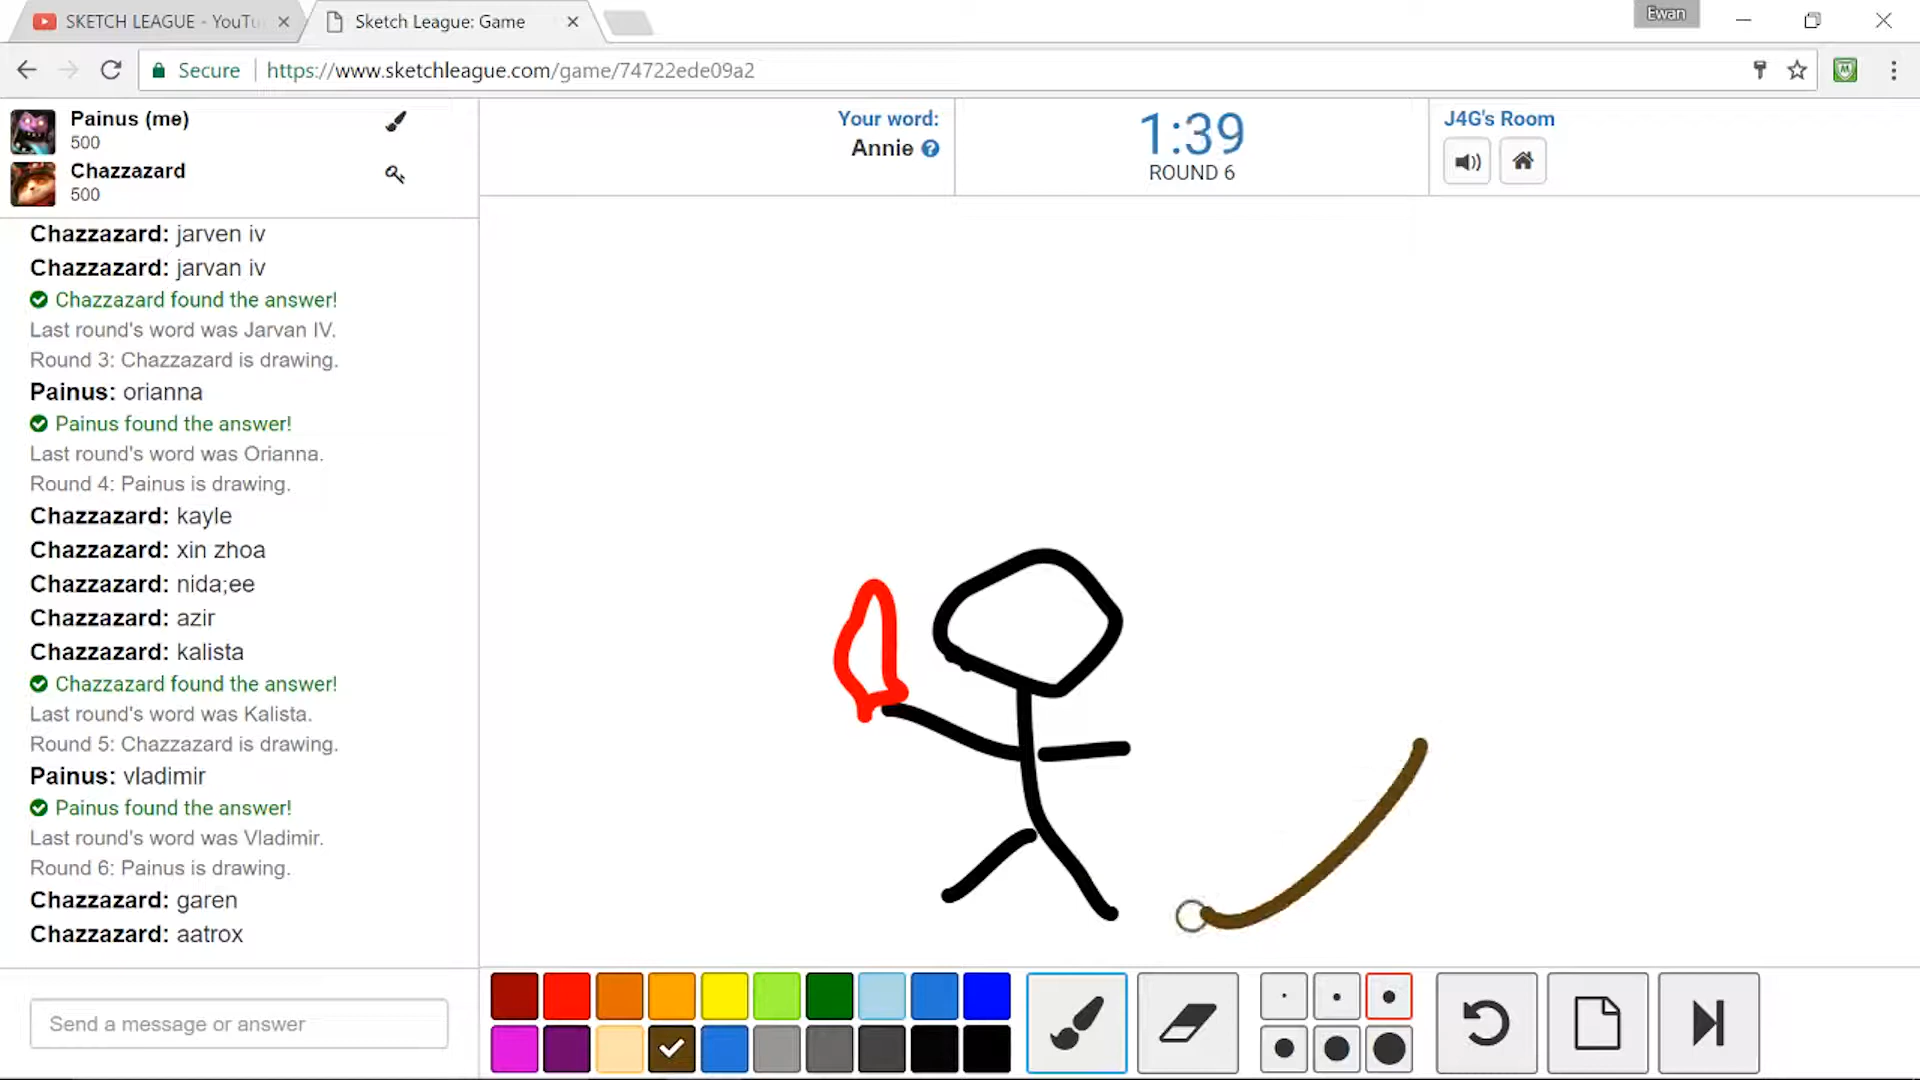 SKETCH LEAGUE - YouTu
Sketch League: Game
Ewan
Secure
https://www.sketchleague.com/game/74722ede09a2
Painus (me)
500
Chazzazard
500
Your word:
Annie
1:39
ROUND 6
J4G's Room
Chazzazard: jarven iv
Chazzazard: jarvan iv
Chazzazard found the answer!
Last round's word was Jarvan IV.
Round 3: Chazzazard is drawing.
Painus: orianna
Painus found the answer!
Last round's word was Orianna.
Round 4: Painus is drawing.
Chazzazard: kayle
Chazzazard: xin zhoa
Chazzazard: nida;ee
Chazzazard: azir
Chazzazard: kalista
Chazzazard found the answer!
Last round's word was Kalista.
Round 5: Chazzazard is drawing.
Painus: vladimir
Painus found the answer!
Last round's word was Vladimir.
Round 6: Painus is drawing.
Chazzazard: garen
Chazzazard: aatrox
Send a message or answer